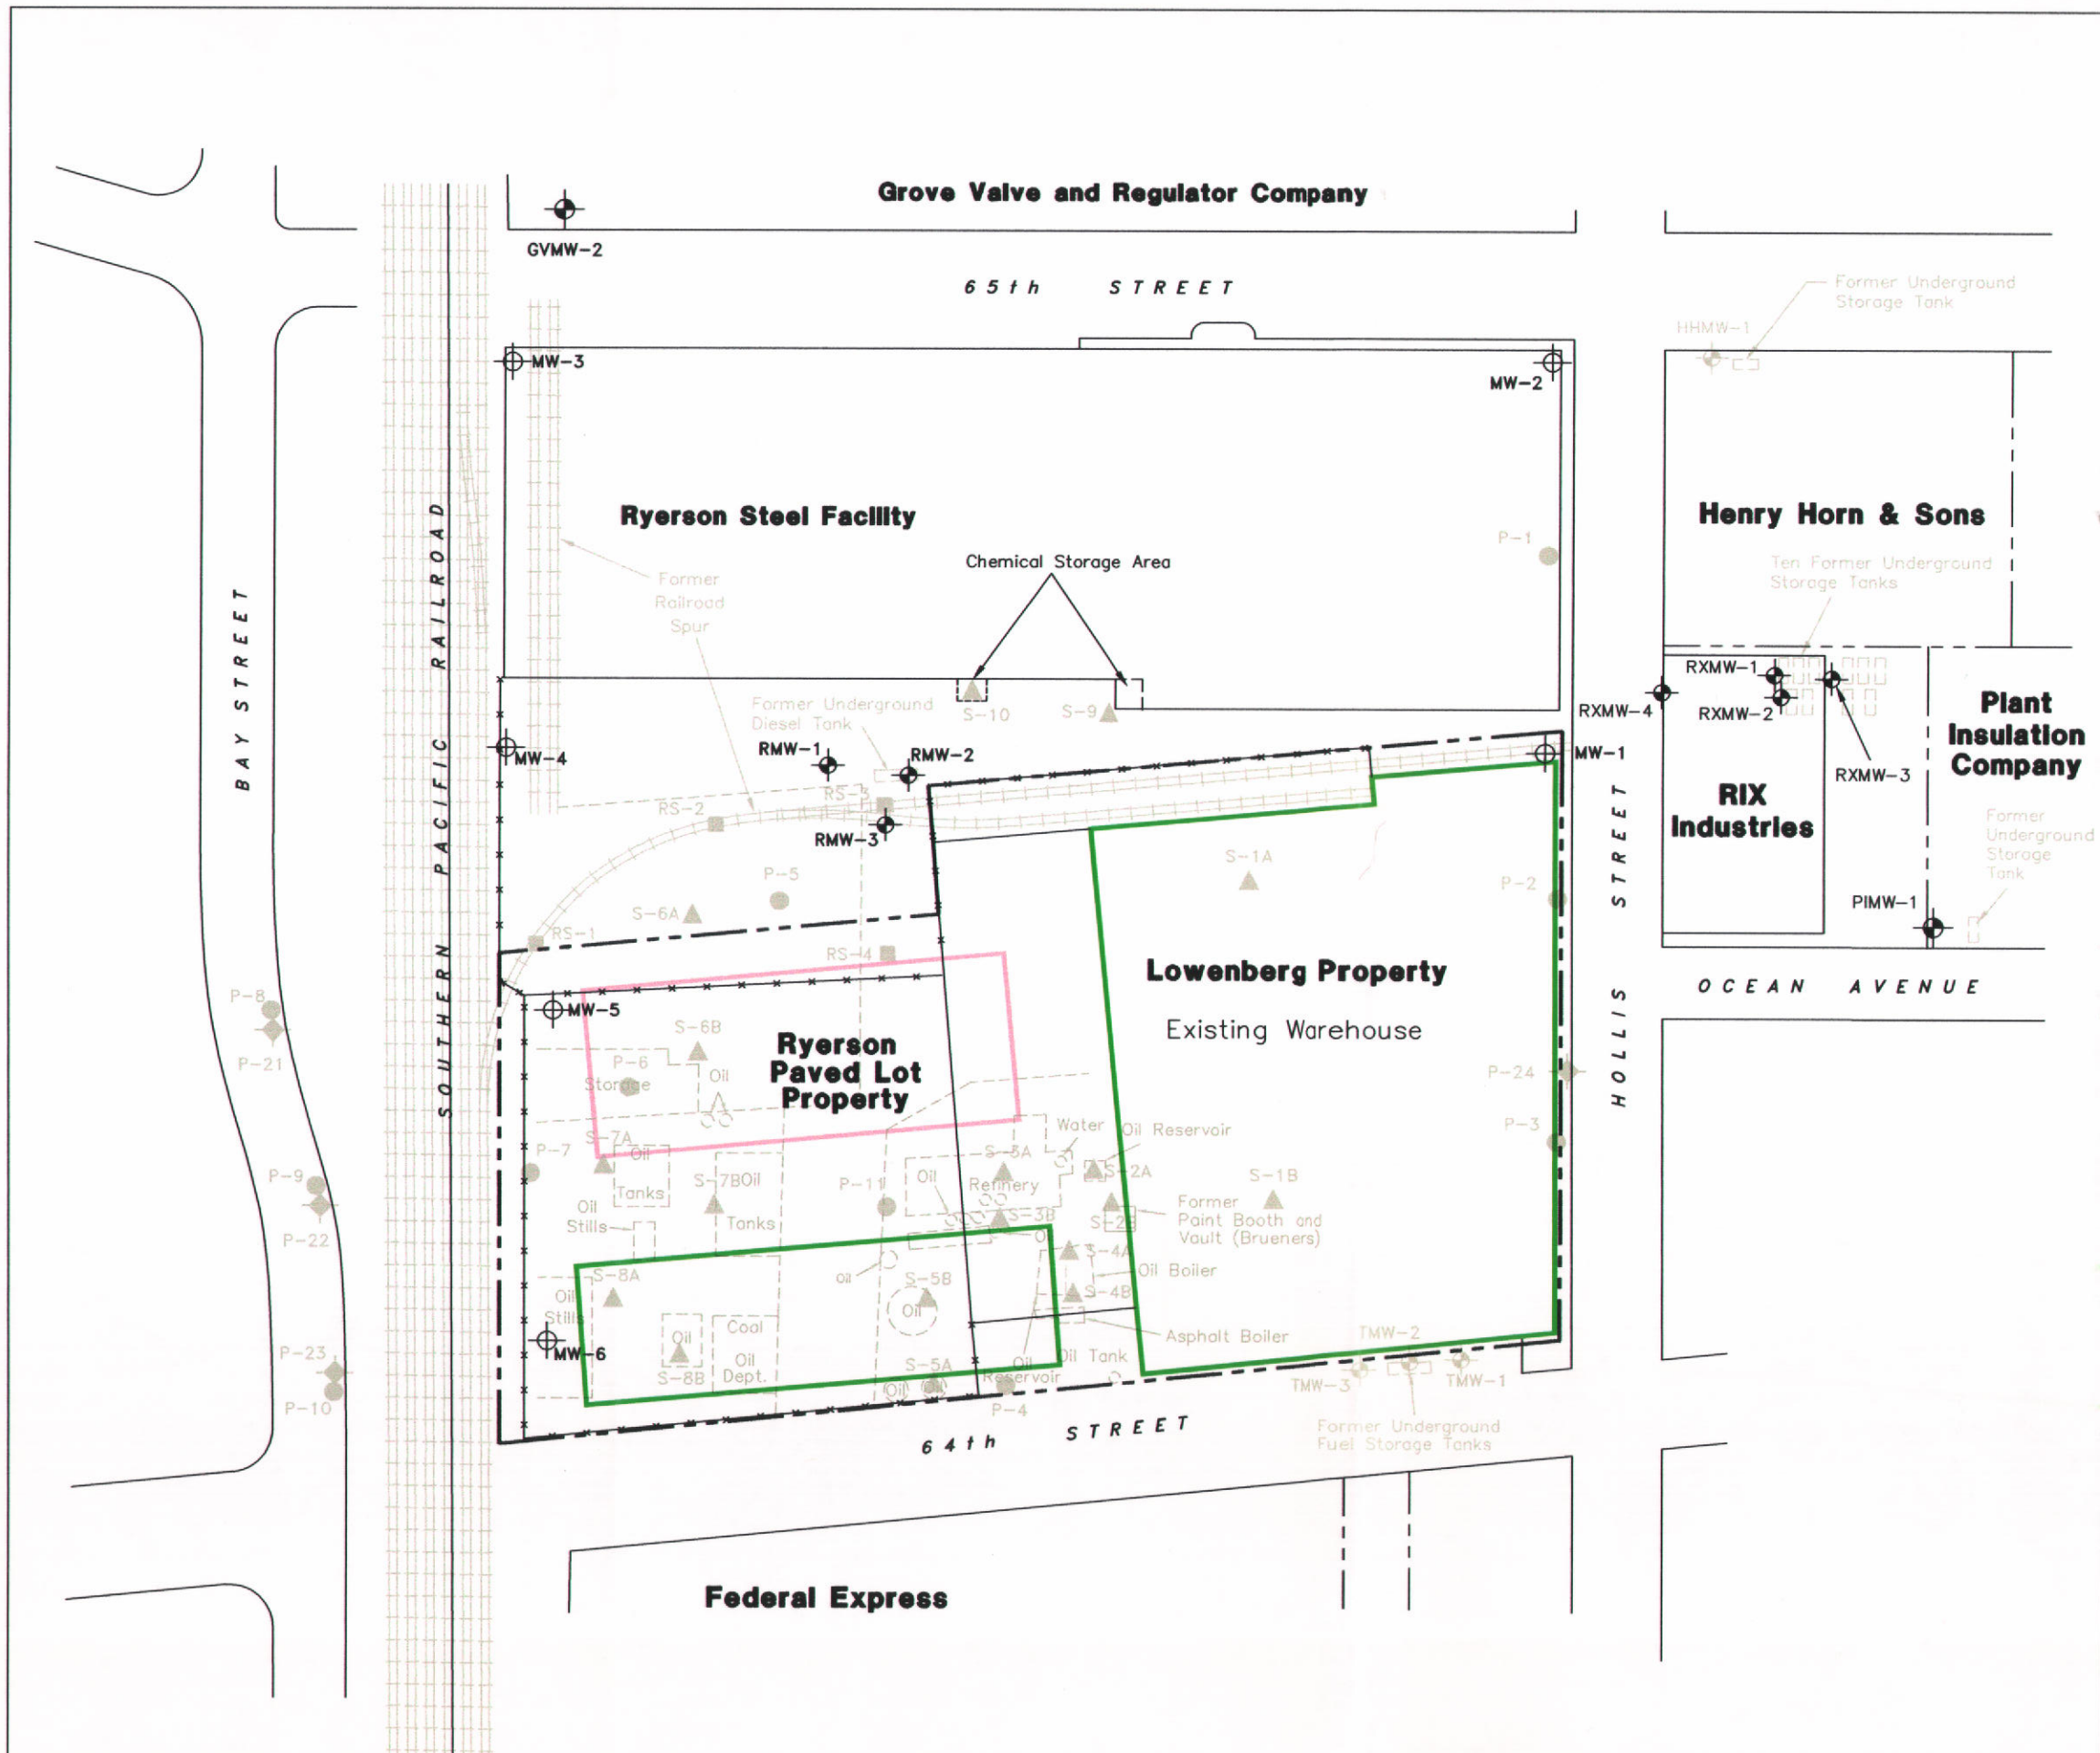 Grove Valve and Regulator Company
GVMW-2
65th STREET
Former Underground
Storage Tank
HHMW-1
MW-3
MW-2
Ryerson Steel Facility
Henry Horn & Sons
P-1
Chemical Storage Area
Ten Former Underground
Storage Tanks
Former
Railroad
Spur
BAY STREET
SOUTHERN PACIFIC RAILROAD
RXMW-1
RXMW-4
RXMW-2
RXMW-3
Plant
Insulation
Company
S-10
S-9
Former Underground
Diesel Tank
RMW-1
RMW-2
MW-4
MW-1
RIX
Industries
RS-2
RS-3
RMW-3
HOLLIS STREET
Former
Underground
Storage
Tank
S-1A
P-5
P-2
PIMW-1
S-6A
RS-1
RS-4
Lowenberg Property
Existing Warehouse
OCEAN AVENUE
P-8
P-21
MW-5
S-6B
P-6
Storage
Oil
Ryerson
Paved Lot
Property
P-24
P-3
Water
Oil Reservoir
S-7A
P-7
Oil
Tanks
S-7B
Oil
Tanks
S-3A
Oil
Refinery
S-2A
S-1B
P-9
P-22
P-11
Oil
Stills
S-3B
Former
Paint Booth and
Vault (Brueners)
S-4A
Oil
S-8A
S-5B
Oil
Oil Boiler
S-4B
Oil
Stills
MW-6
Oil
S-8B
Coal
Oil
Dept.
Asphalt Boiler
TMW-2
P-23
P-10
S-5A
Oil
Oil
Oil
Reservoir
Oil Tank
P-4
TMW-3
TMW-1
64th STREET
Former Underground
Fuel Storage Tanks
Federal Express